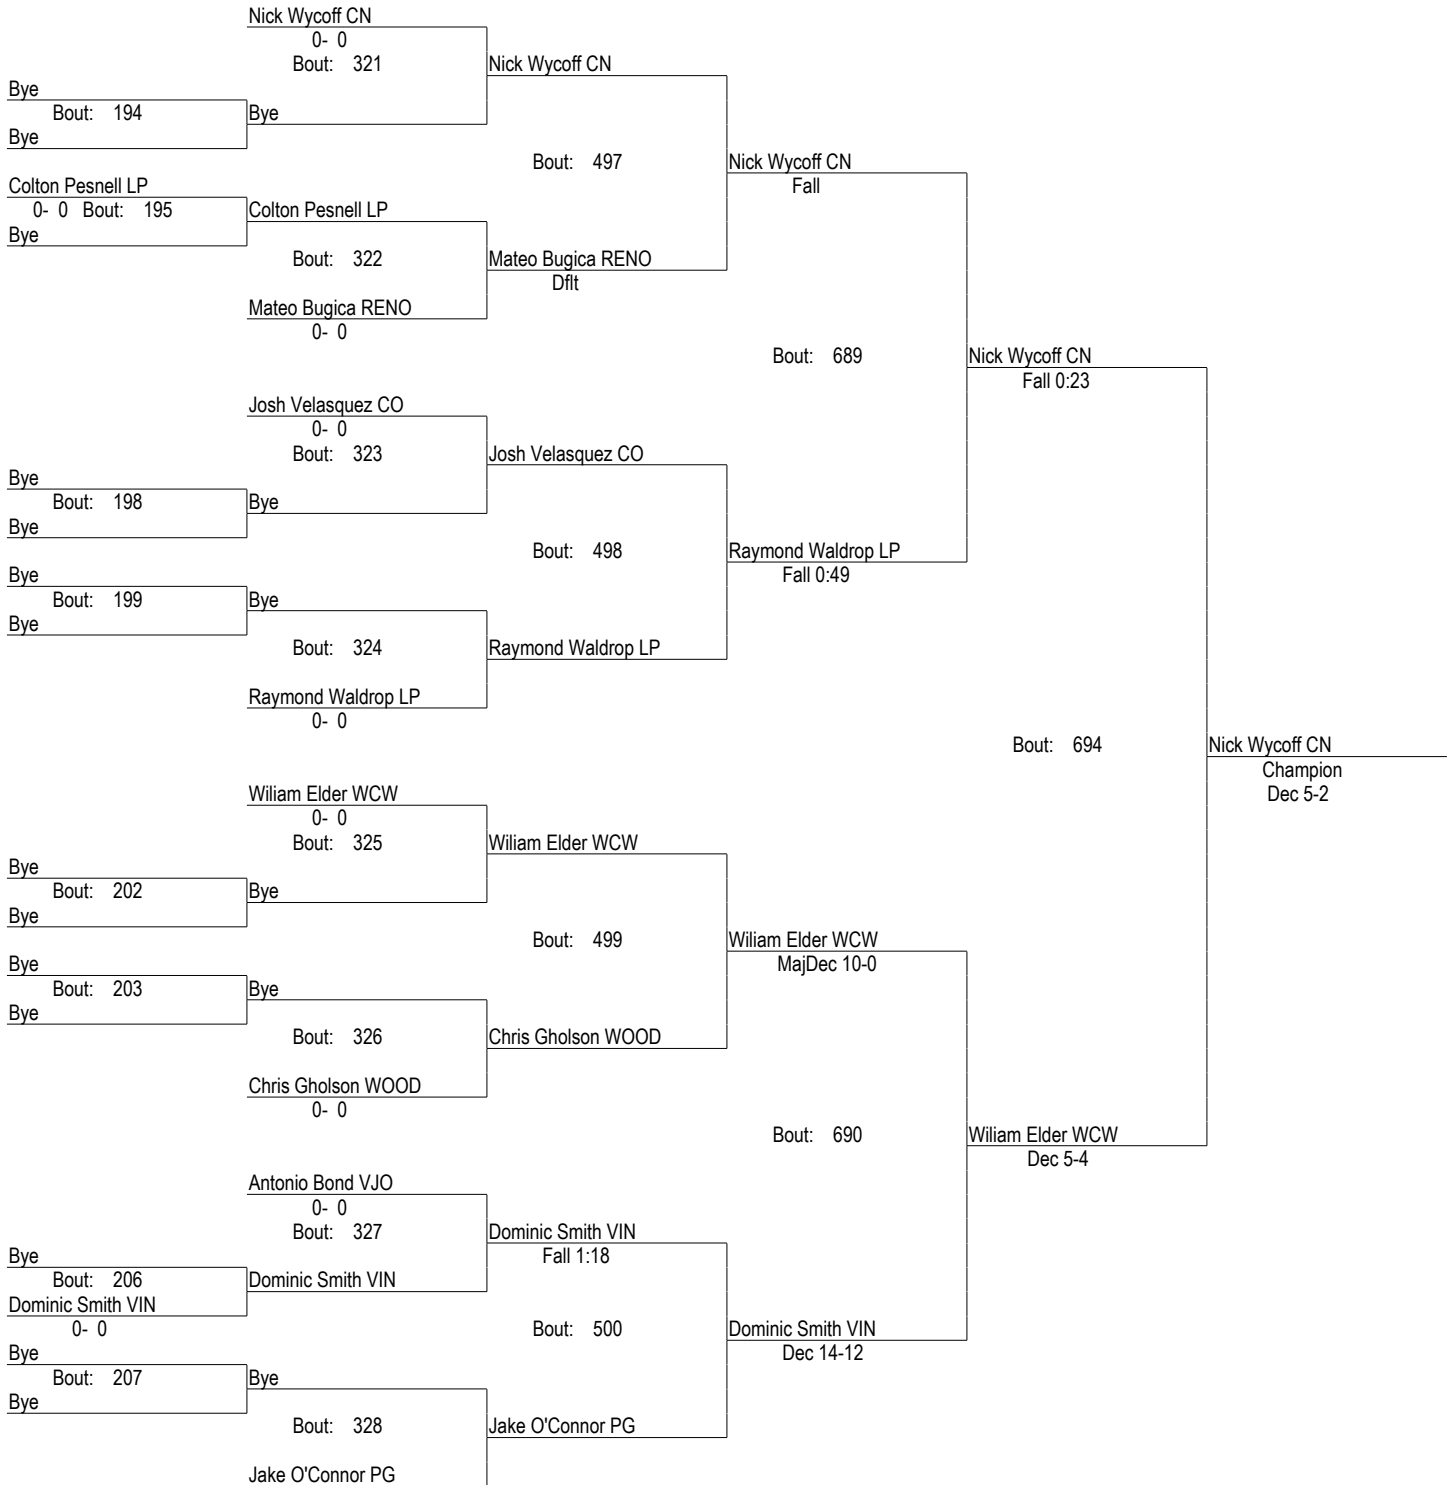 Nick Wycoff CN
0- 0
Bout: 321
Nick Wycoff CN
Bye
Bout: 194
Bye
Bye
Bout: 497
Nick Wycoff CN
Fall
Colton Pesnell LP
0- 0 Bout: 195
Colton Pesnell LP
Bye
Bout: 322
Mateo Bugica RENO
Dflt
Mateo Bugica RENO
0- 0
Bout: 689
Nick Wycoff CN
Fall 0:23
Josh Velasquez CO
0- 0
Bout: 323
Josh Velasquez CO
Bye
Bout: 198
Bye
Bye
Bout: 498
Raymond Waldrop LP
Fall 0:49
Bye
Bout: 199
Bye
Bye
Bout: 324
Raymond Waldrop LP
Raymond Waldrop LP
0- 0
Bout: 694
Nick Wycoff CN
Champion
Dec 5-2
Wiliam Elder WCW
0- 0
Bout: 325
Wiliam Elder WCW
Bye
Bout: 202
Bye
Bye
Bout: 499
Wiliam Elder WCW
MajDec 10-0
Bye
Bout: 203
Bye
Bye
Bout: 326
Chris Gholson WOOD
Chris Gholson WOOD
0- 0
Bout: 690
Wiliam Elder WCW
Dec 5-4
Antonio Bond VJO
0- 0
Bout: 327
Dominic Smith VIN
Fall 1:18
Bye
Bout: 206
Dominic Smith VIN
Dominic Smith VIN
0- 0
Bout: 500
Dominic Smith VIN
Dec 14-12
Bye
Bout: 207
Bye
Bye
Bout: 328
Jake O'Connor PG
Jake O'Connor PG